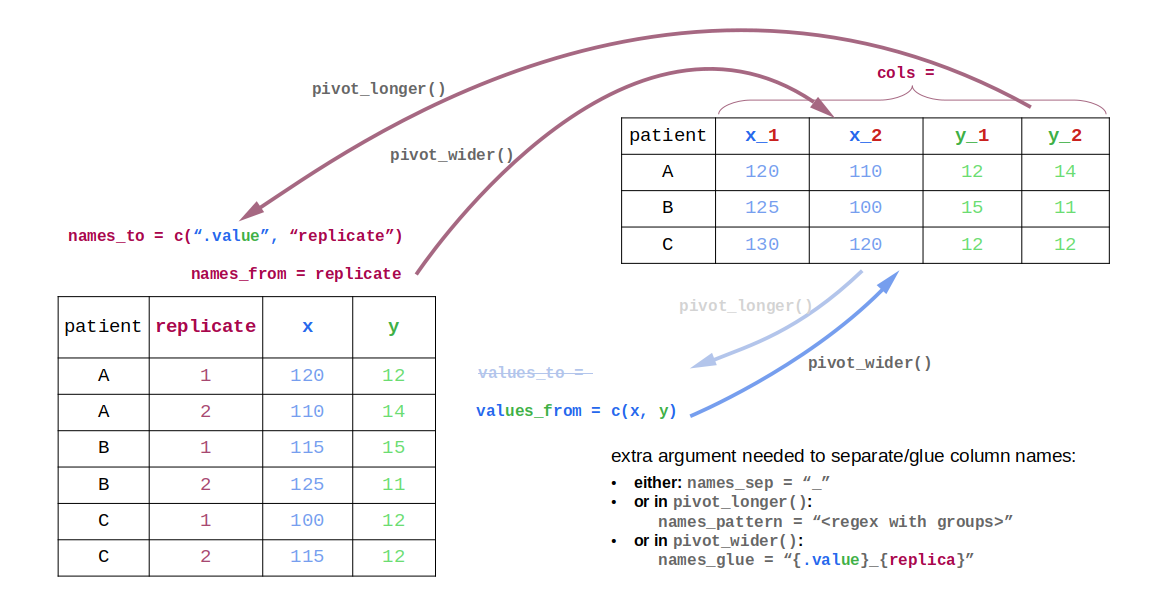 cols =
pivot_longer()
patient x_1 x_2 y_1 y_2
pivot_wider()
A 120 110 12 14
B 125 100 15 11
C 130 120 12 12
names_to = c(“.value”, “replicate”)
names_from = replicate
pivot_longer()
patient replicate x y
pivot_wider()
values_to =
A 1 120 12
A 2 110 14
B 1 115 15
B 2 125 11
C 1 100 12
C 2 115 12
values_from = c(x, y)
extra argument needed to separate/glue column names:
• either: names_sep = “_”
• or in pivot_longer():
names_pattern = “<regex with groups>”
• or in pivot_wider():
names_glue = “{.value}_{replica}”